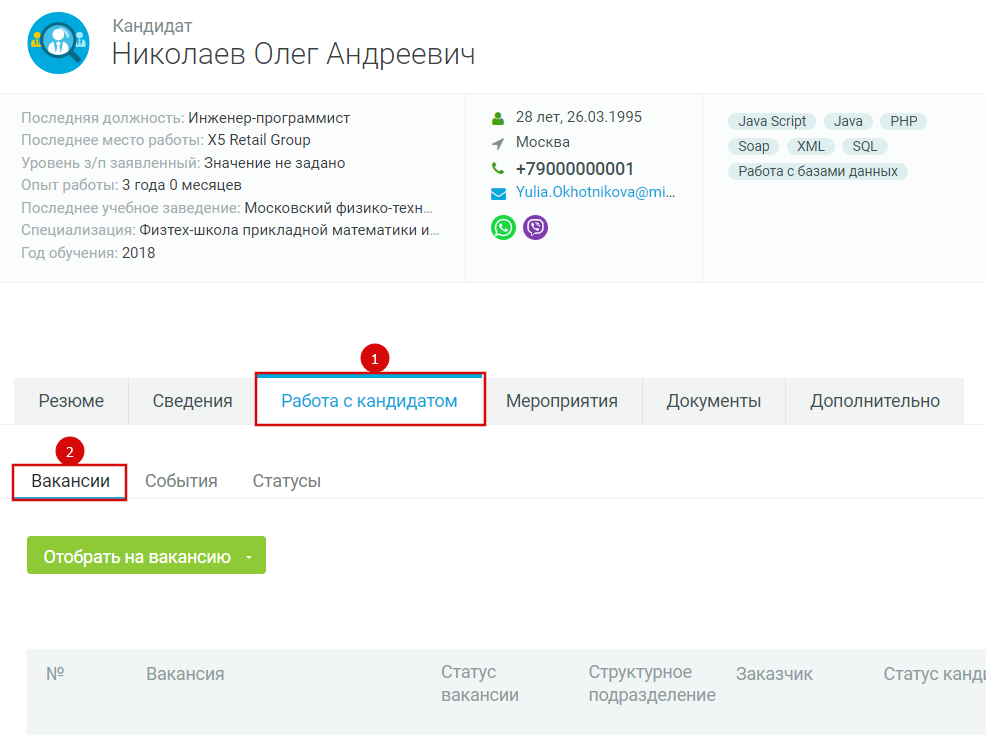 Кандидат
Николаев Олег Андреевич
Последняя должность: Инженер-программист
Последнее место работы: X5 Retail Group
Уровень з/п заявленный: Значение не задано
Опыт работы: 3 года 0 месяцев
Последнее учебное заведение: Московский физико-техн...
Специализация: Физтех-школа прикладной математики и...
Год обучения: 2018
28 лет, 26.03.1995
Москва
+79000000001
Yulia.Okhotnikova@mi...
Java Script Java PHP
Soap XML SQL
Работа с базами данных
1
Резюме Сведения Работа с кандидатом Мероприятия Документы Дополнительно
2
Вакансии События Статусы
Отобрать на вакансию
№ Вакансия Статус вакансии Структурное подразделение Заказчик Статус канди